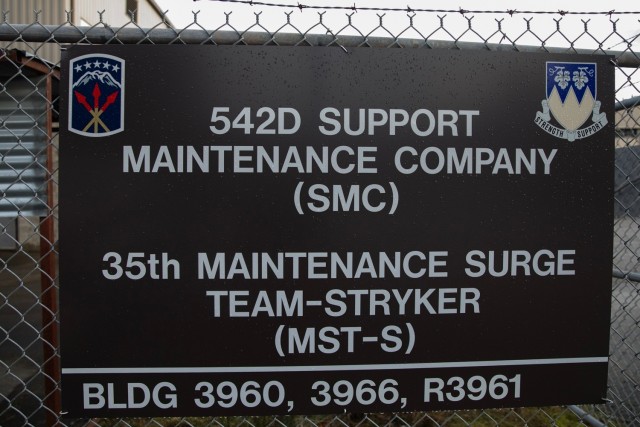 STRENGTH SUPPORT
542D SUPPORT
MAINTENANCE COMPANY
(SMC)
35th MAINTENANCE SURGE
TEAM-STRYKER
(MST-S)
BLDG 3960, 3966, R3961